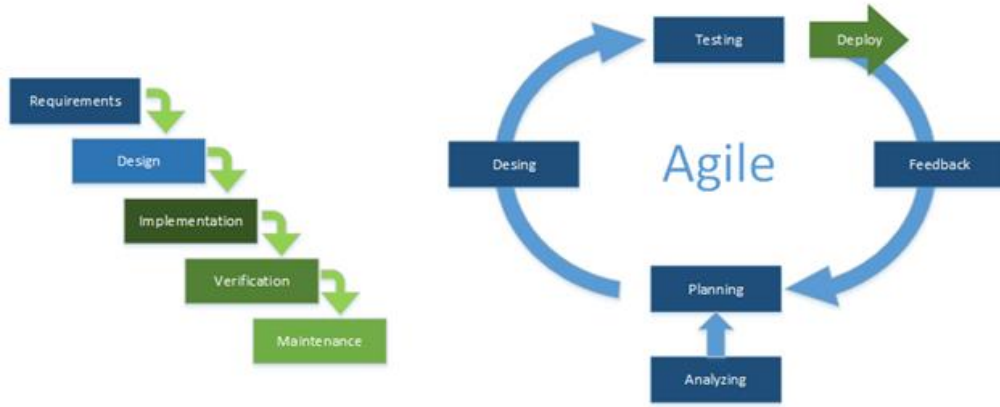 Requirements
Design
Implementation
Verification
Maintenance
Testing
Deploy
Desing
Agile
Feedback
Planning
Analyzing